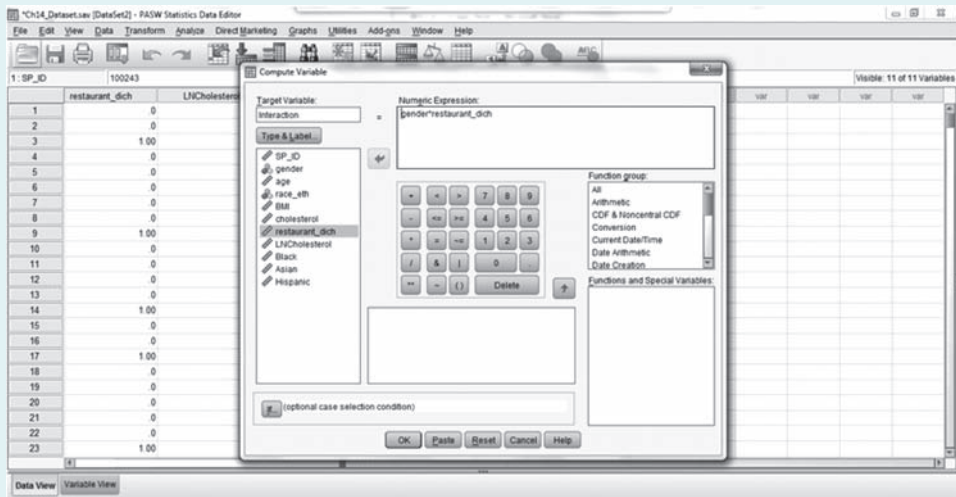 *Ch14_Dataset.sav [DataSet2] - PASW Statistics Data Editor
File Edit View Data Transform Analyze Direct Marketing Graphs Utilities Add-ons Window Help
1 : SP_ID 100243
Visible: 11 of 11 Variables
restaurant_dich LNCholesterol var var var var
1 .0
2 .0
3 1.00
4 .0
5 .0
6 .0
7 .0
8 .0
9 1.00
10 .0
11 .0
12 .0
13 .0
14 1.00
15 .0
16 .0
17 1.00
18 .0
19 .0
20 .0
21 .0
22 .0
23 1.00
Data View Variable View
Compute Variable
Target Variable:
Interaction
=
Numeric Expression:
gender*restaurant_dich
Type & Label...
SP_ID
gender
age
race_eth
BMI
cholesterol
restaurant_dich
LNCholesterol
Black
Asian
Hispanic
+ < > 7 8 9
- <= >= 4 5 6
* = ~= 1 2 3
/ & | 0 .
** ~ ( ) Delete
Function group:
All
Arithmetic
CDF & Noncentral CDF
Conversion
Current Date/Time
Date Arithmetic
Date Creation
Functions and Special Variables:
If... (optional case selection condition)
OK Paste Reset Cancel Help